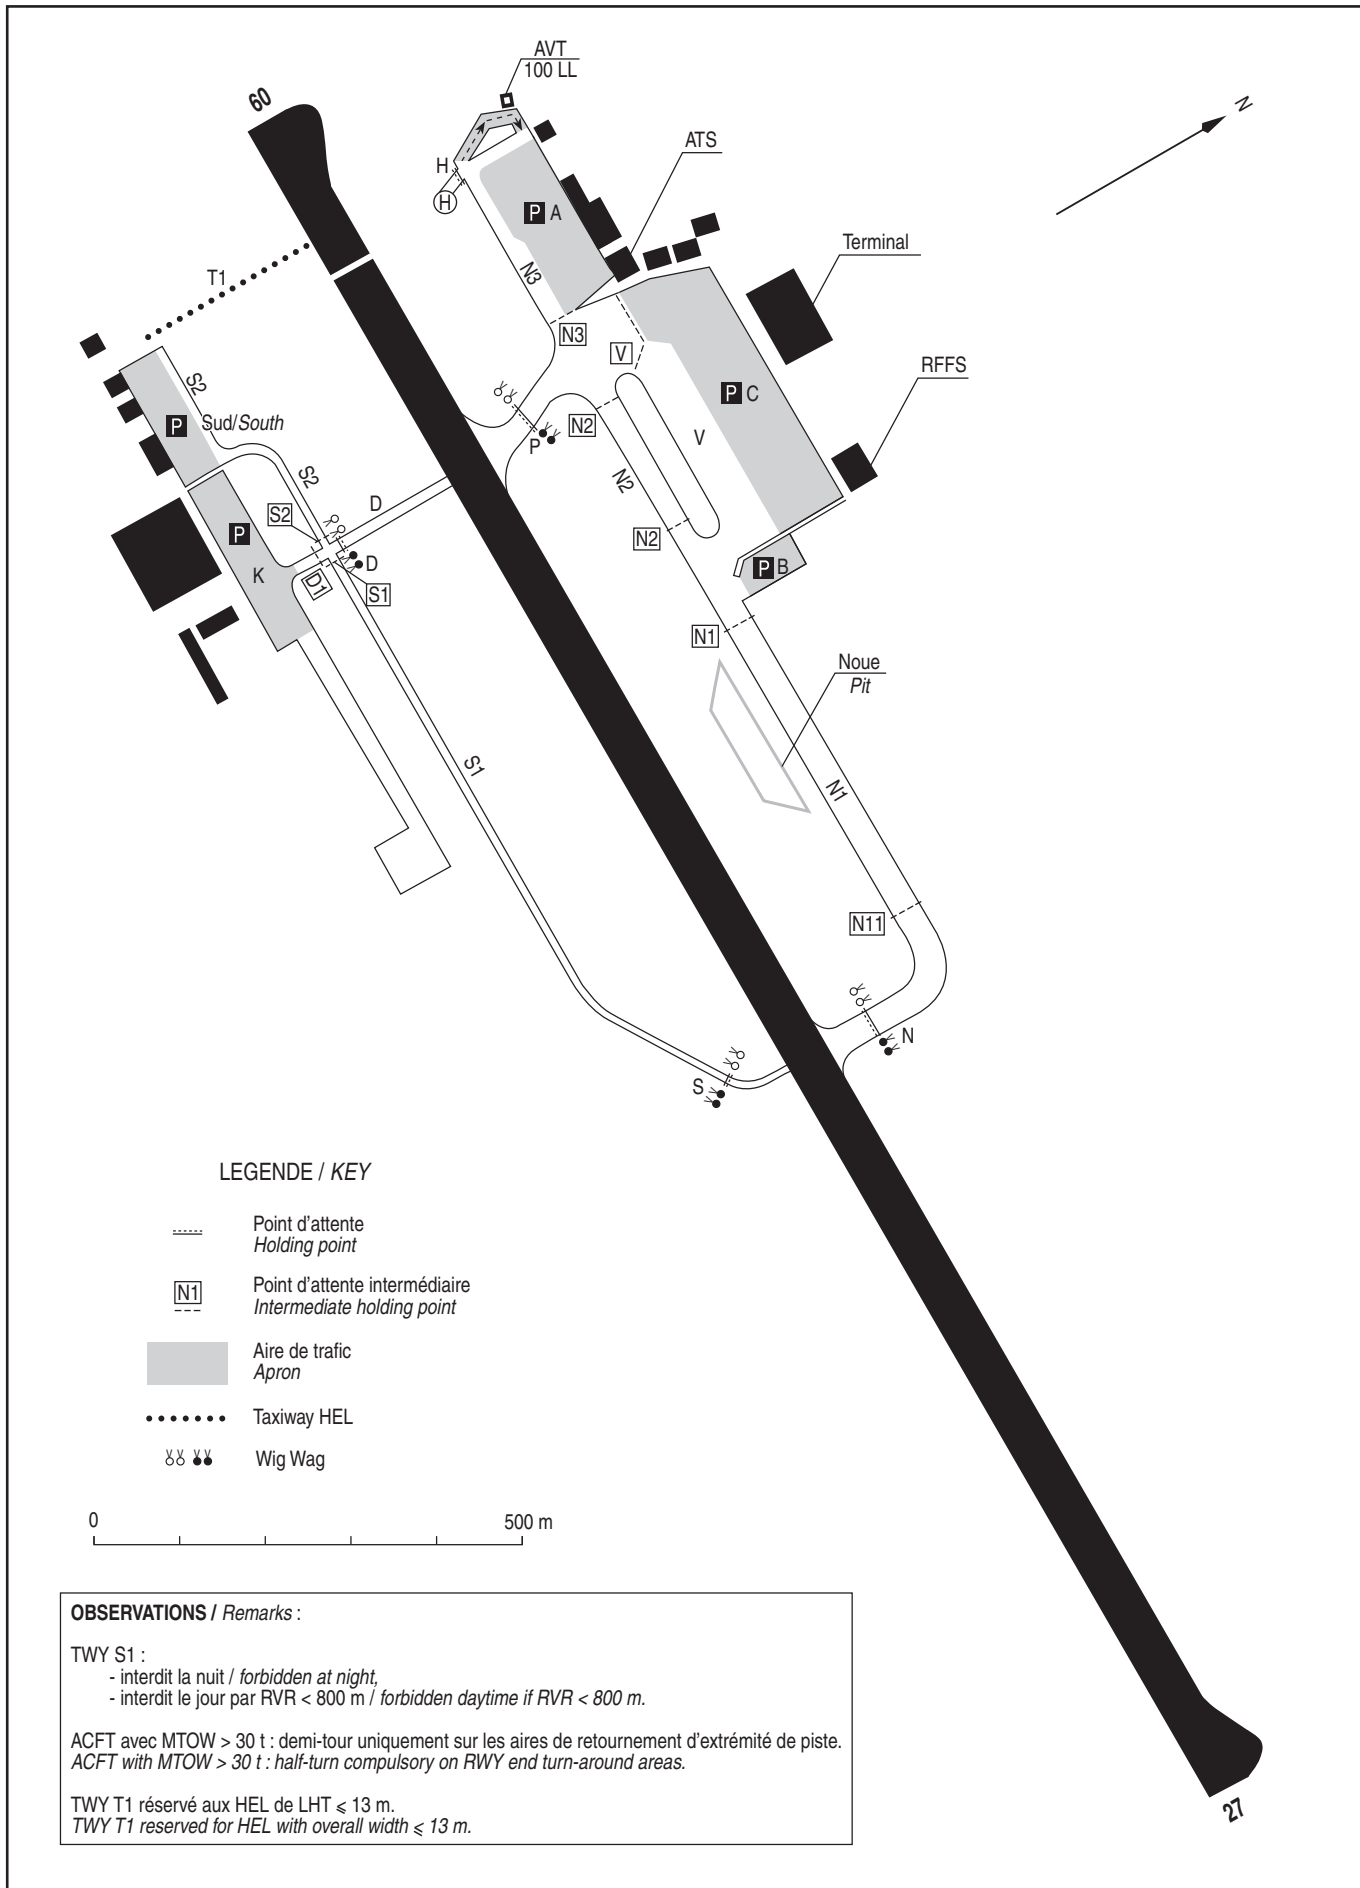 AVT
100 LL
09
N
ATS
H
H
P A
Terminal
T1
N3
N3
V
RFFS
S2
P C
P Sud/South
N2
P
V
S2
N2
D
S2
P
N2
D
P B
K
D1
S1
N1
Noue
Pit
S1
N1
N11
N
S
LEGENDE / KEY
Point d'attente
Holding point
N1
Point d'attente intermédiaire
Intermediate holding point
Aire de trafic
Apron
Taxiway HEL
Wig Wag
0
500 m
OBSERVATIONS / Remarks :
TWY S1 :
- interdit la nuit / forbidden at night,
- interdit le jour par RVR < 800 m / forbidden daytime if RVR < 800 m.
ACFT avec MTOW > 30 t : demi-tour uniquement sur les aires de retournement d'extrémité de piste.
ACFT with MTOW > 30 t : half-turn compulsory on RWY end turn-around areas.
TWY T1 réservé aux HEL de LHT ⩽ 13 m.
TWY T1 reserved for HEL with overall width ⩽ 13 m.
27